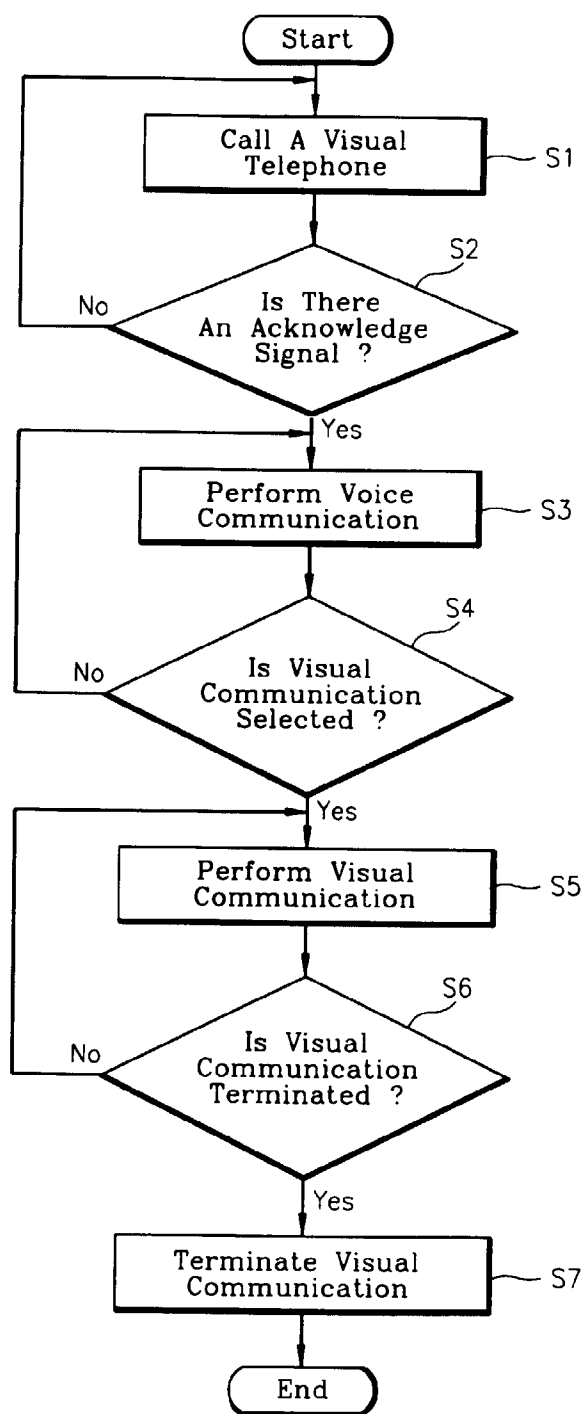 Start
Call A Visual
Telephone
S1
S2
Is There
An Acknowledge
Signal ?
No
Yes
Perform Voice
Communication
S3
S4
Is Visual
Communication
Selected ?
No
Yes
Perform Visual
Communication
S5
S6
Is Visual
Communication
Terminated ?
No
Yes
Terminate Visual
Communication
S7
End